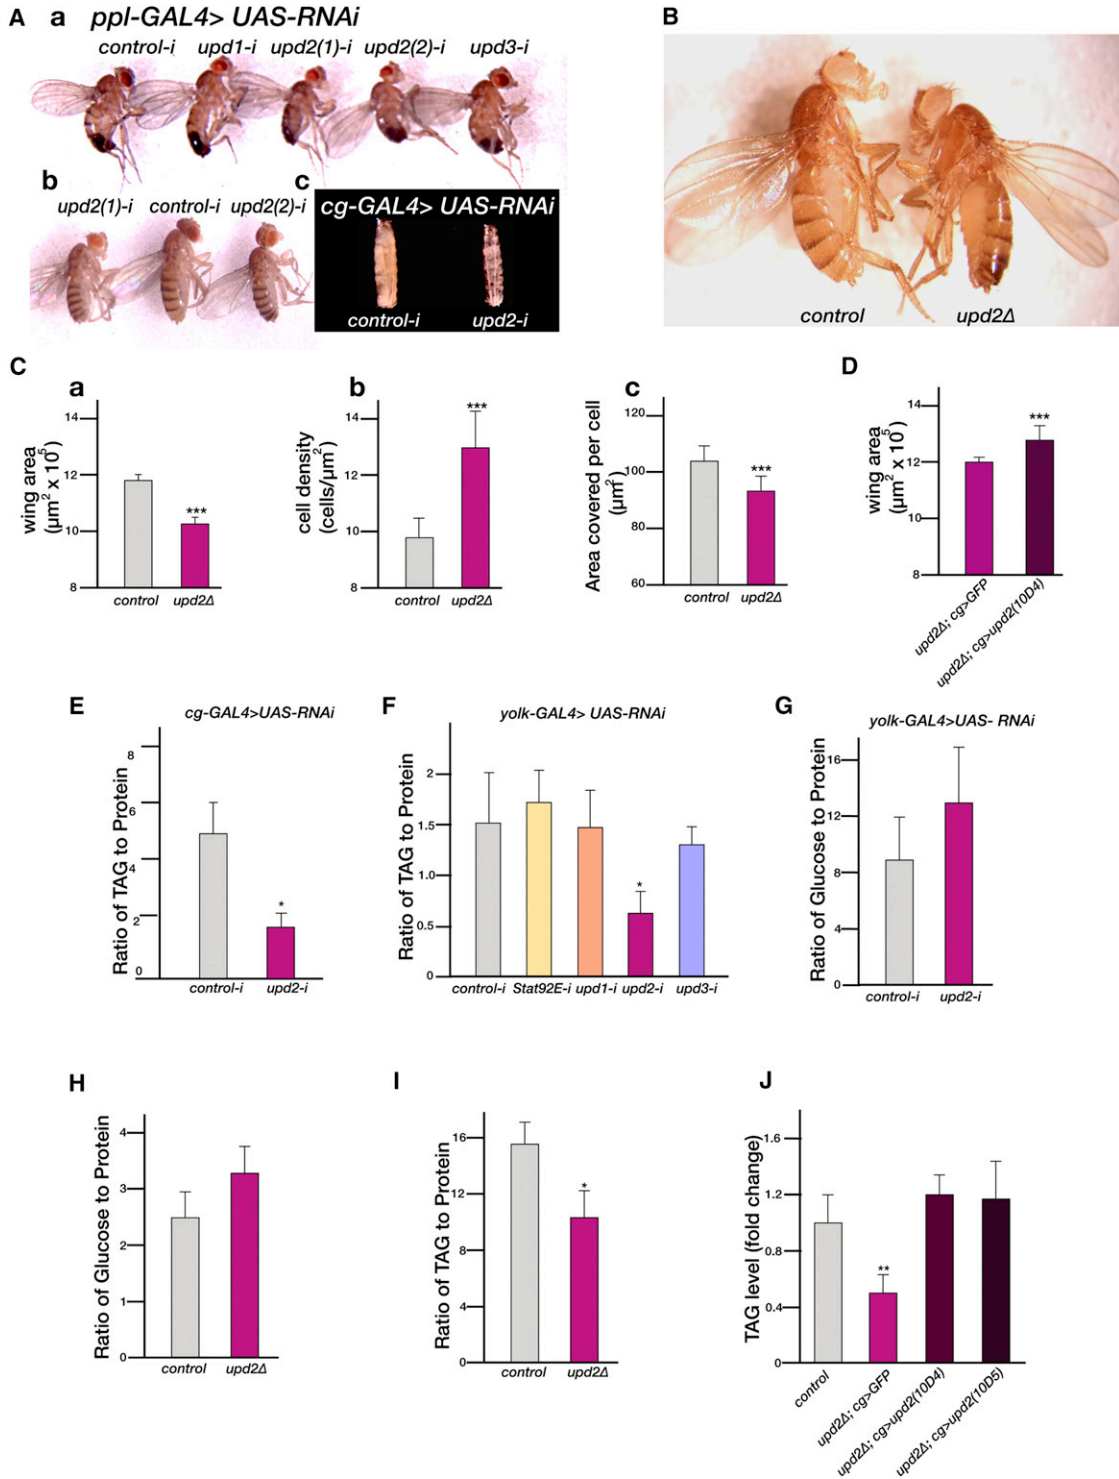 A a ppl-GAL4> UAS-RNAi
control-i upd1-i upd2(1)-i upd2(2)-i upd3-i
b
upd2(1)-i control-i upd2(2)-i
c
cg-GAL4> UAS-RNAi
control-i upd2-i
B
control upd2Δ
C
a
wing area
(µm² x 10⁵)
14
12
10
8
***
control upd2Δ
b
cell density
(cells/µm²)
14
12
10
8
***
control upd2Δ
c
Area covered per cell
(µm²)
120
100
80
60
***
control upd2Δ
D
wing area
(µm² x 10⁵)
14
12
10
8
***
upd2Δ; cg>GFP
upd2Δ; cg>upd2(10D4)
E
cg-GAL4>UAS-RNAi
Ratio of TAG to Protein
8
6
4
2
0
*
control-i upd2-i
F
yolk-GAL4> UAS-RNAi
Ratio of TAG to Protein
2
1.5
1.0
0.5
0
*
control-i Stat92E-i upd1-i upd2-i upd3-i
G
yolk-GAL4>UAS- RNAi
Ratio of Glucose to Protein
16
12
8
4
0
control-i upd2-i
H
Ratio of Glucose to Protein
4
3
2
1
0
control upd2Δ
I
Ratio of TAG to Protein
16
12
8
4
0
*
control upd2Δ
J
TAG level (fold change)
1.6
1.2
0.8
0.4
0
**
control
upd2Δ; cg>GFP
upd2Δ; cg>upd2(10D4)
upd2Δ; cg>upd2(10D5)